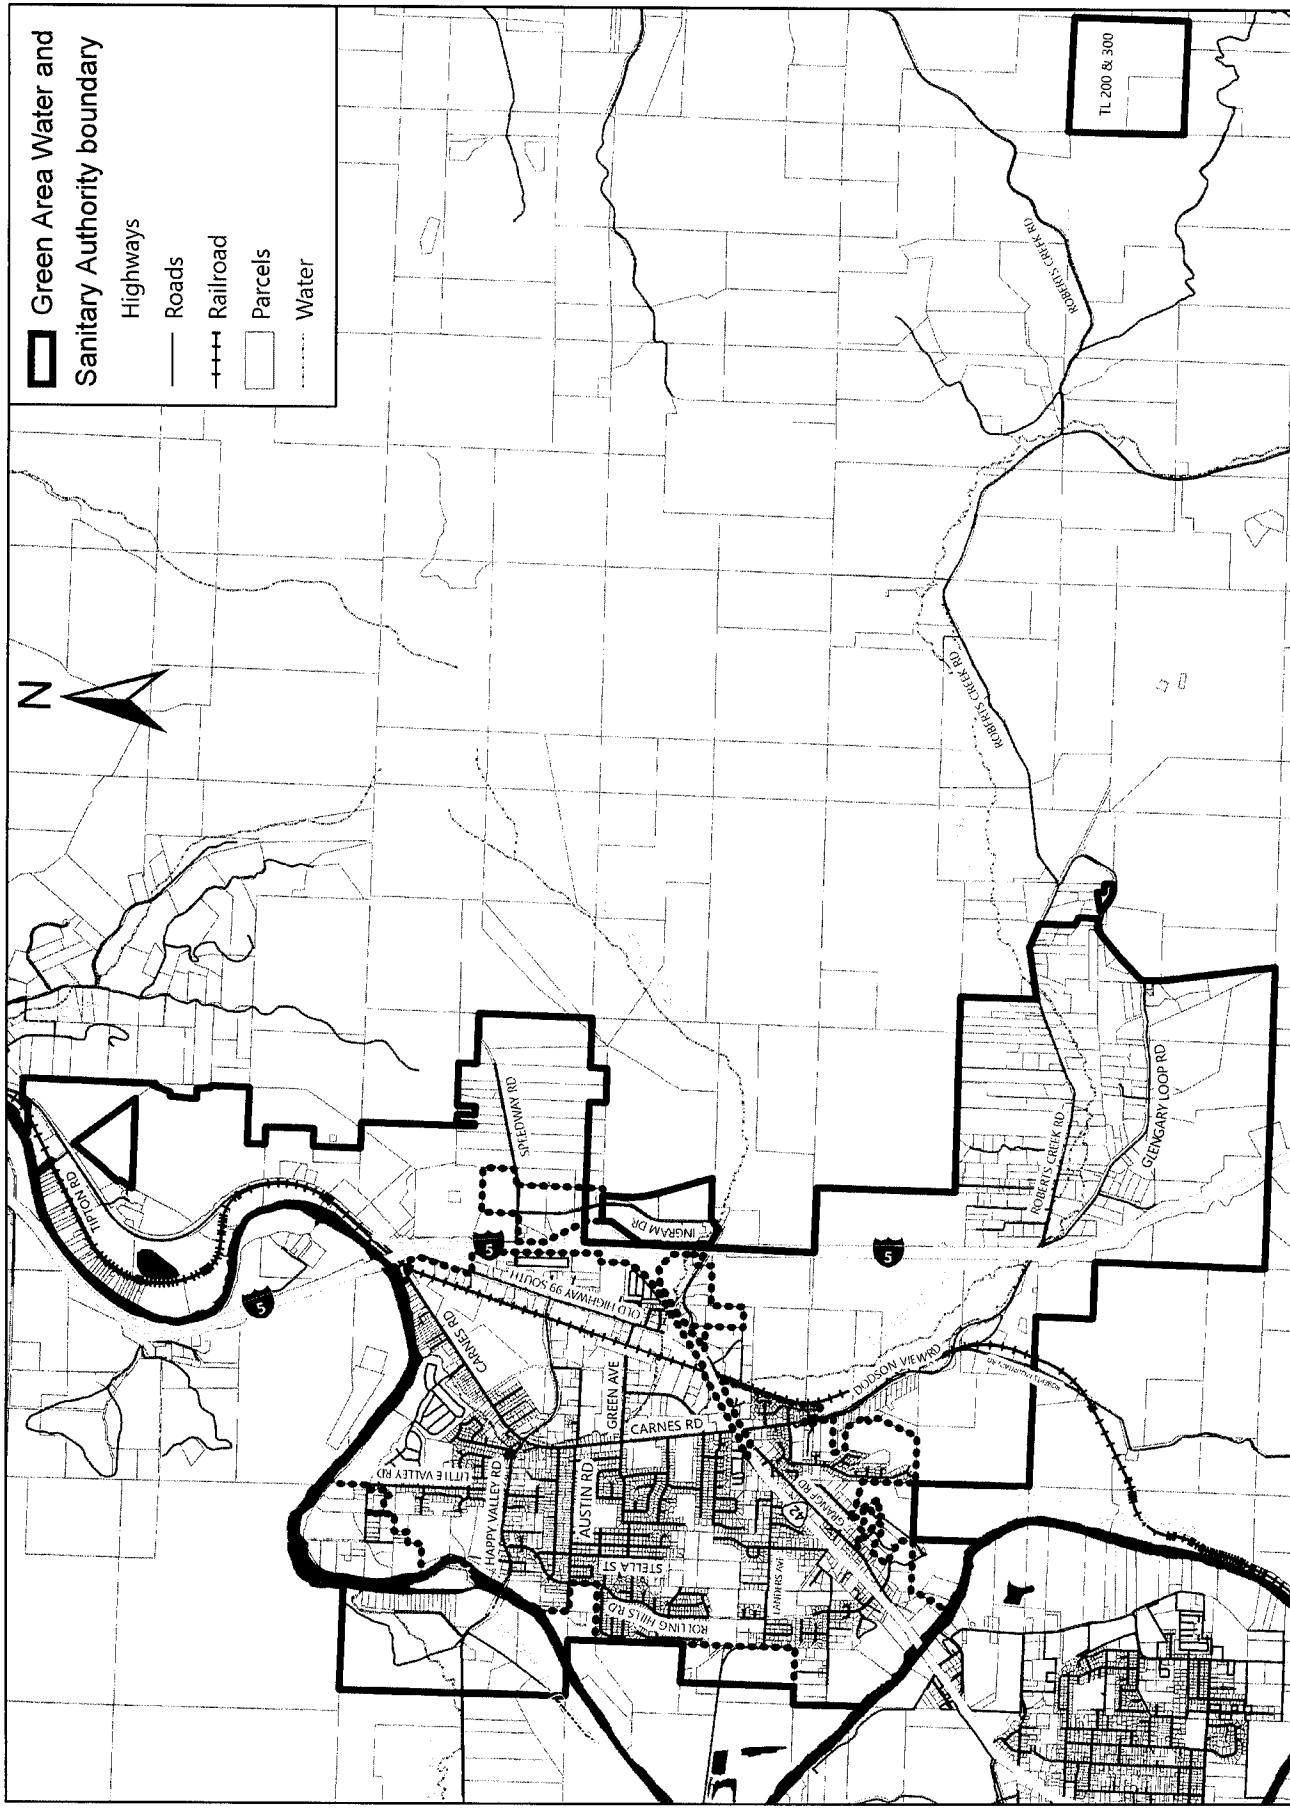 Green Area Water and
Sanitary Authority boundary
Highways
Roads
Railroad
Parcels
Water
N
TL 200 & 300
ROBERTS CREEK RD
ROBERTS CREEK RD
TIPTON RD
5
SPEEDWAY RD
5
INGRAM DR
OLD HIGHWAY 99 SOUTH
CARNES RD
LITTLE VALLEY RD
HAPPY VALLEY RD
GREEN AVE
AUSTIN RD
CARNES RD
STELLA ST
ROLLING HILLS RD
LANDERS AVE
42
GRANGE RD
DODSON VIEW RD
5
ROBERTS CREEK RD
GLENGARY LOOP RD